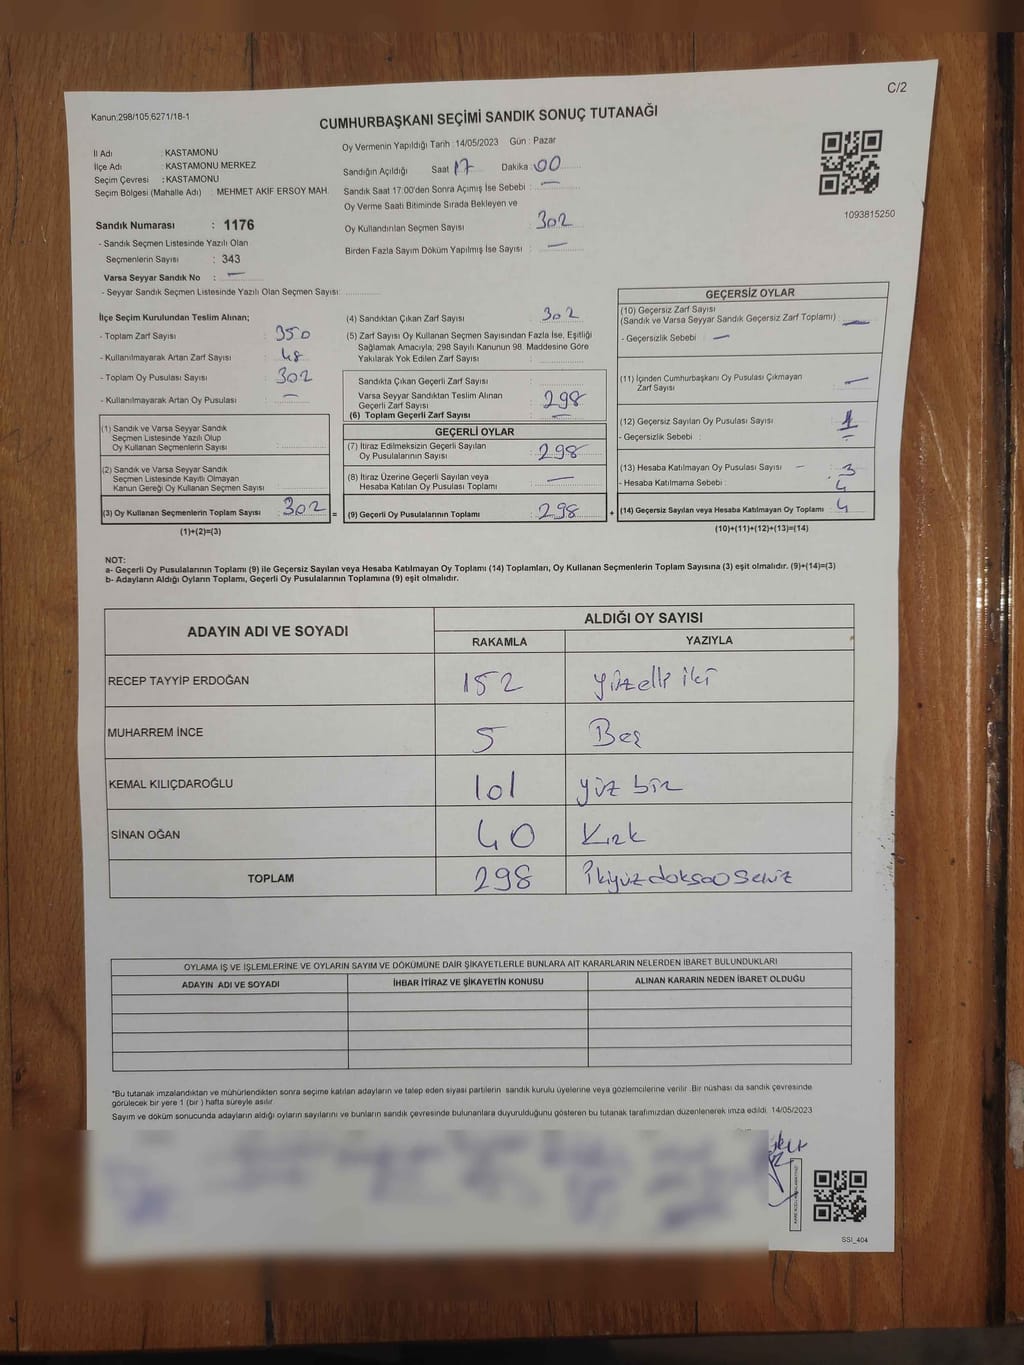 C/2
Kanun:298/105,6271/18-1
CUMHURBAŞKANI SEÇİMİ SANDIK SONUÇ TUTANAĞI
İl Adı : KASTAMONU
İlçe Adı : KASTAMONU MERKEZ
Seçim Çevresi : KASTAMONU
Seçim Bölgesi (Mahalle Adı) : MEHMET AKİF ERSOY MAH.
Sandık Numarası : 1176
- Sandık Seçmen Listesinde Yazılı Olan
Seçmenlerin Sayısı : 343
Varsa Seyyar Sandık No : —
- Seyyar Sandık Seçmen Listesinde Yazılı Olan Seçmen Sayısı:
Oy Vermenin Yapıldığı Tarih :14/05/2023 Gün : Pazar
Sandığın Açıldığı Saat 17 Dakika : 00
Sandık Saat 17:00'den Sonra Açımış İse Sebebi : —
Oy Verme Saati Bitiminde Sırada Bekleyen ve
Oy Kullandırılan Seçmen Sayısı : 302
Birden Fazla Sayım Döküm Yapılmış İse Sayısı : —
1093815250
İlçe Seçim Kurulundan Teslim Alınan;
- Toplam Zarf Sayısı : 350
- Kullanılmayarak Artan Zarf Sayısı : 48
- Toplam Oy Pusulası Sayısı : 302
- Kullanılmayarak Artan Oy Pusulası : —
(1) Sandık ve Varsa Seyyar Sandık
Seçmen Listesinde Yazılı Olup
Oy Kullanan Seçmenlerin Sayısı :
(2) Sandık ve Varsa Seyyar Sandık
Seçmen Listesinde Kayıtlı Olmayan
Kanun Gereği Oy Kullanan Seçmen Sayısı :
(3) Oy Kullanan Seçmenlerin Toplam Sayısı : 302
(1)+(2)=(3)
(4) Sandıktan Çıkan Zarf Sayısı : 302
(5) Zarf Sayısı Oy Kullanan Seçmen Sayısından Fazla İse, Eşitliği
Sağlamak Amacıyla; 298 Sayılı Kanunun 98. Maddesine Göre
Yakılarak Yok Edilen Zarf Sayısı :
Sandıkta Çıkan Geçerli Zarf Sayısı :
Varsa Seyyar Sandıktan Teslim Alınan
Geçerli Zarf Sayısı : 298
(6) Toplam Geçerli Zarf Sayısı : —
GEÇERLİ OYLAR
(7) İtiraz Edilmeksizin Geçerli Sayılan
Oy Pusulalarının Sayısı : 298
(8) İtiraz Üzerine Geçerli Sayılan veya
Hesaba Katılan Oy Pusulası Toplamı : —
= (9) Geçerli Oy Pusulalarının Toplamı : 298 +
GEÇERSİZ OYLAR
(10) Geçersiz Zarf Sayısı
(Sandık ve Varsa Seyyar Sandık Geçersiz Zarf Toplamı) : —
- Geçersizlik Sebebi : —
(11) İçinden Cumhurbaşkanı Oy Pusulası Çıkmayan
Zarf Sayısı : —
(12) Geçersiz Sayılan Oy Pusulası Sayısı : 1
- Geçersizlik Sebebi : —
(13) Hesaba Katılmayan Oy Pusulası Sayısı — 3
- Hesaba Katılmama Sebebi : 4
(14) Geçersiz Sayılan veya Hesaba Katılmayan Oy Toplamı : 4
(10)+(11)+(12)+(13)=(14)
NOT:
a- Geçerli Oy Pusulalarının Toplamı (9) ile Geçersiz Sayılan veya Hesaba Katılmayan Oy Toplamı (14) Toplamları, Oy Kullanan Seçmenlerin Toplam Sayısına (3) eşit olmalıdır. (9)+(14)=(3)
b- Adayların Aldığı Oyların Toplamı, Geçerli Oy Pusulalarının Toplamına (9) eşit olmalıdır.
ADAYIN ADI VE SOYADI ALDIĞI OY SAYISI
RAKAMLA YAZIYLA
RECEP TAYYİP ERDOĞAN 152 yüzelli iki
MUHARREM İNCE 5 Beş
KEMAL KILIÇDAROĞLU 101 yüz bir
SİNAN OĞAN 40 Kırk
TOPLAM 298 İkiyüz doksan sekiz
OYLAMA İŞ VE İŞLEMLERİNE VE OYLARIN SAYIM VE DÖKÜMÜNE DAİR ŞİKAYETLERLE BUNLARA AİT KARARLARIN NELERDEN İBARET BULUNDUKLARI
ADAYIN ADI VE SOYADI İHBAR İTİRAZ VE ŞİKAYETİN KONUSU ALINAN KARARIN NEDEN İBARET OLDUĞU
*Bu tutanak imzalandıktan ve mühürlendikten sonra seçime katılan adayların ve talep eden siyasi partilerin sandık kurulu üyelerine veya gözlemcilerine verilir. Bir nüshası da sandık çevresinde
görülecek bir yere 1 (bir ) hafta süreyle asılır.
Sayım ve döküm sonucunda adayların aldığı oyların sayılarını ve bunların sandık çevresinde bulunanlara duyurulduğunu gösteren bu tutanak tarafımızdan düzenlenerek imza edildi. 14/05/2023
SSİ_404